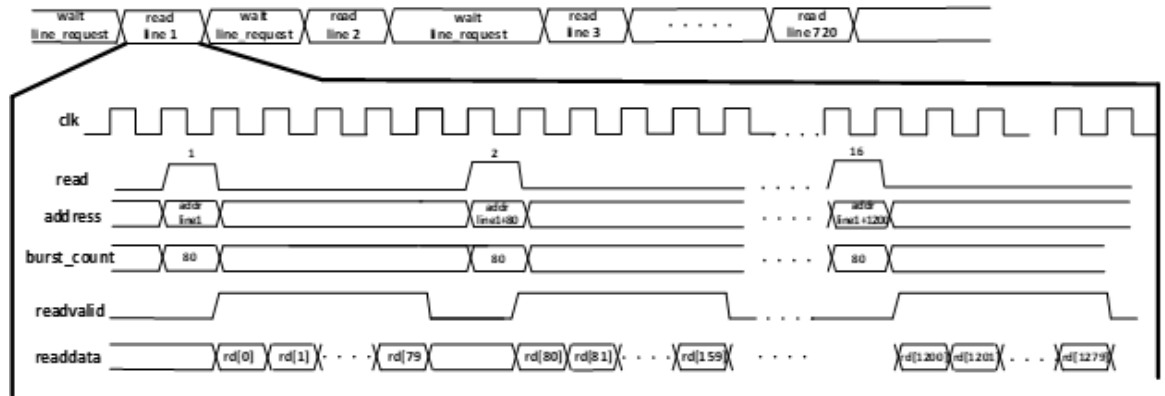 wait read wait read wait read read
line_request line 1 line_request line 2 line_request line 3 line 720
clk
1 2 16
read
address addr line1 addr line1+80 addr line1+1200
burst_count 80 80 80
readvalid
readdata rd[0] rd[1] rd[79 rd[80] rd[81] rd[159] rd[1200] rd[1201] rd[1279]